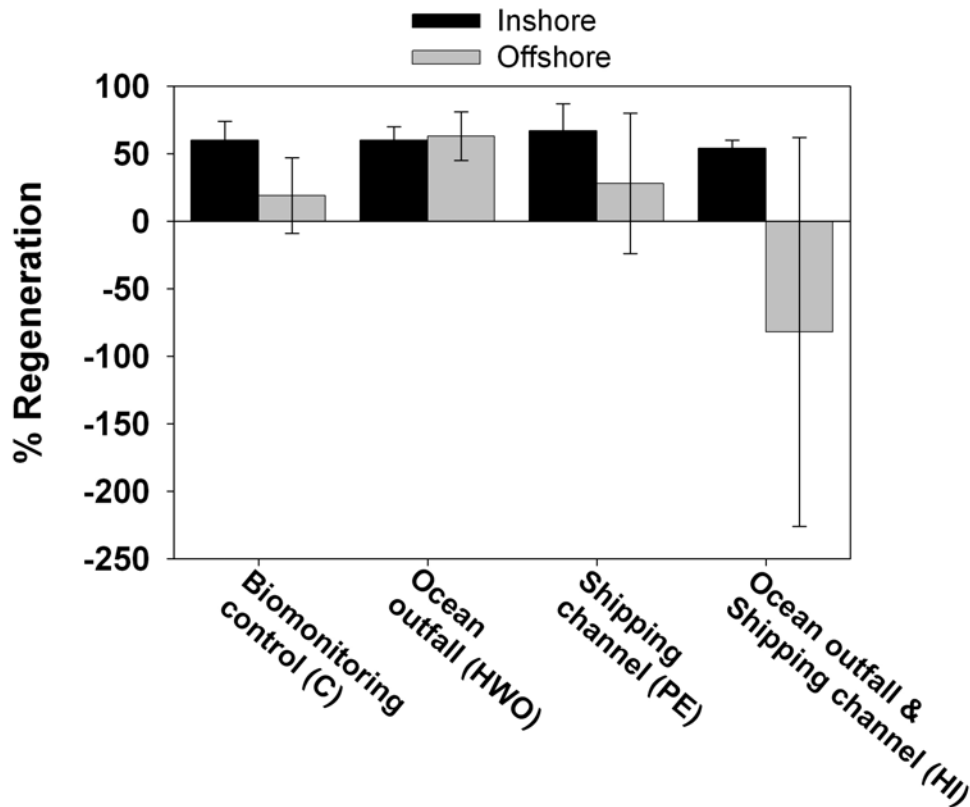 Inshore
Offshore
% Regeneration
100
50
0
-50
-100
-150
-200
-250
Biomonitoring
control (C)
Ocean
outfall (HWO)
Shipping
channel (PE)
Ocean outfall &
Shipping channel (HI)